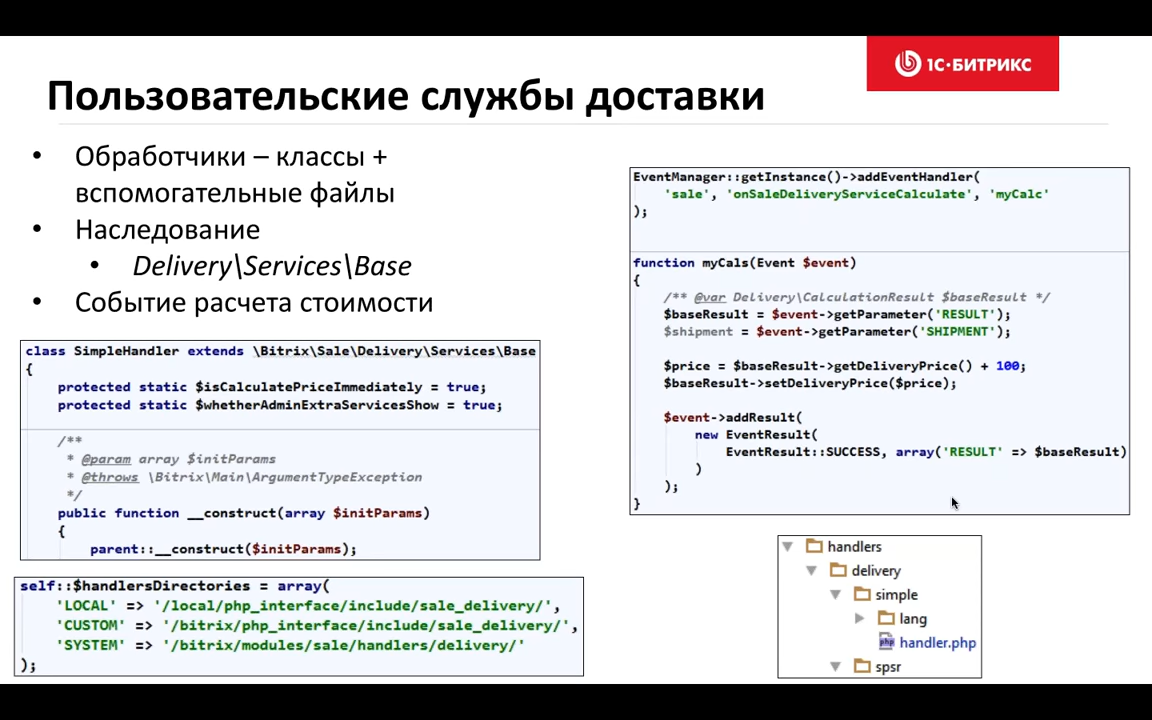 1С·БИТРИКС
Пользовательские службы доставки
• Обработчики – классы +
вспомогательные файлы
• Наследование
• Delivery\Services\Base
• Событие расчета стоимости
class SimpleHandler extends \Bitrix\Sale\Delivery\Services\Base
{
protected static $isCalculatePriceImmediately = true;
protected static $whetherAdminExtraServicesShow = true;
/**
* @param array $initParams
* @throws \Bitrix\Main\ArgumentTypeException
*/
public function __construct(array $initParams)
{
parent::__construct($initParams);
self::$handlersDirectories = array(
'LOCAL' => '/local/php_interface/include/sale_delivery/',
'CUSTOM' => '/bitrix/php_interface/include/sale_delivery/',
'SYSTEM' => '/bitrix/modules/sale/handlers/delivery/'
);
EventManager::getInstance()->addEventHandler(
'sale', 'onSaleDeliveryServiceCalculate', 'myCalc'
);
function myCals(Event $event)
{
/** @var Delivery\CalculationResult $baseResult */
$baseResult = $event->getParameter('RESULT');
$shipment = $event->getParameter('SHIPMENT');
$price = $baseResult->getDeliveryPrice() + 100;
$baseResult->setDeliveryPrice($price);
$event->addResult(
new EventResult(
EventResult::SUCCESS, array('RESULT' => $baseResult)
)
);
}
handlers
delivery
simple
lang
handler.php
spsr